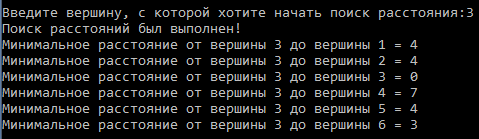 Введите вершину, с которой хотите начать поиск расстояния:3
Поиск расстояний был выполнен!
Минимальное расстояние от вершины 3 до вершины 1 = 4
Минимальное расстояние от вершины 3 до вершины 2 = 4
Минимальное расстояние от вершины 3 до вершины 3 = 0
Минимальное расстояние от вершины 3 до вершины 4 = 7
Минимальное расстояние от вершины 3 до вершины 5 = 4
Минимальное расстояние от вершины 3 до вершины 6 = 3